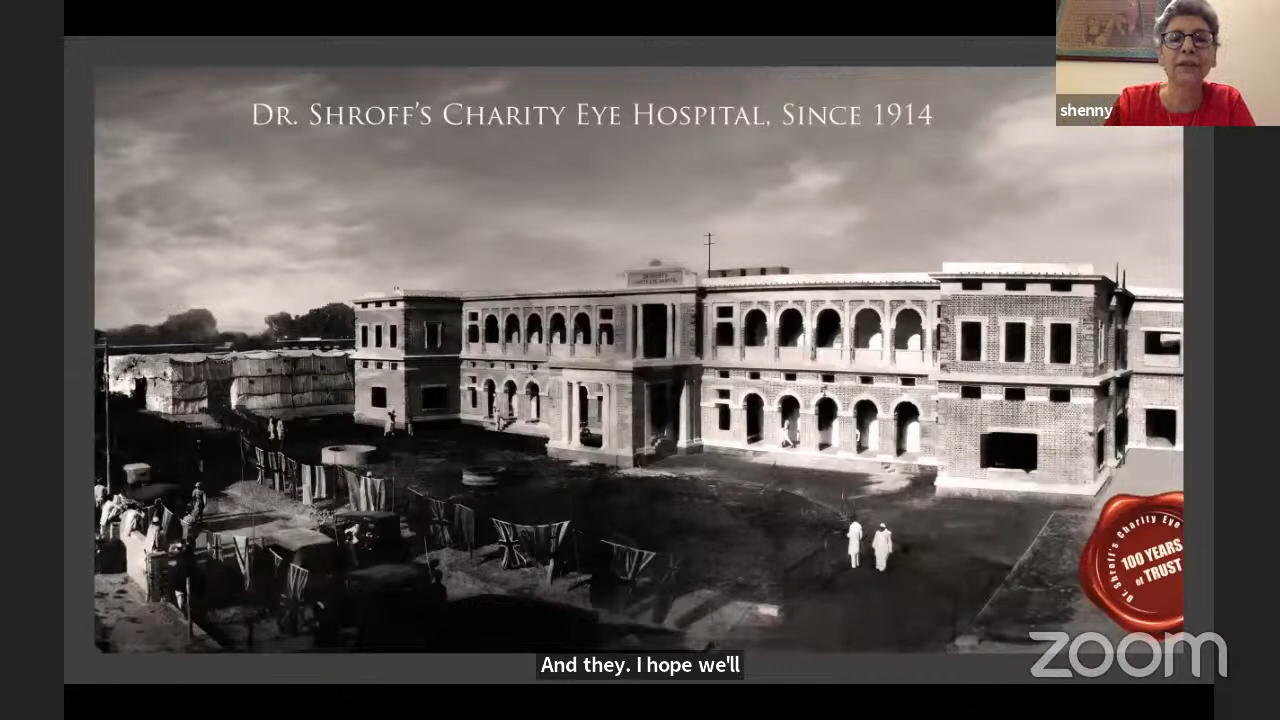 DR. SHROFF'S CHARITY EYE HOSPITAL, SINCE 1914
shenny
Dr. Shroff's Charity Eye
100 YEARS
of TRUST
zoom
And they. I hope we'll